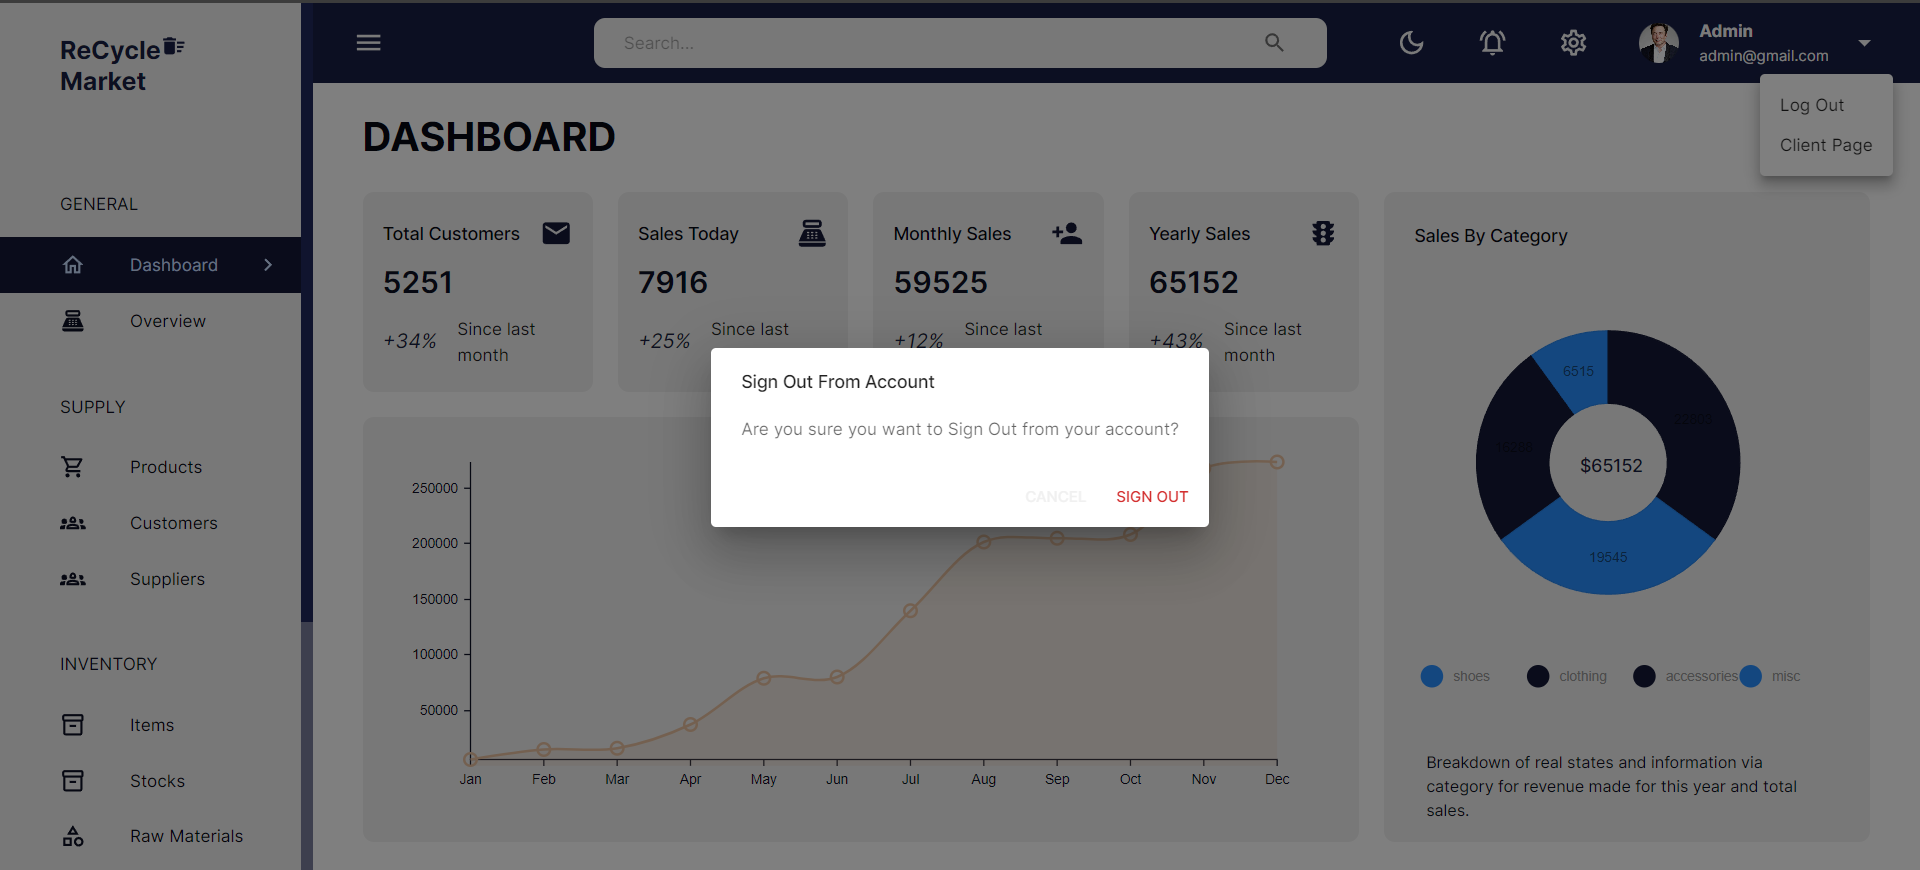 ReCycle
Market
Search...
Admin
admin@gmail.com
Log Out
Client Page
GENERAL
Dashboard
Overview
SUPPLY
Products
Customers
Suppliers
INVENTORY
Items
Stocks
Raw Materials
DASHBOARD
Total Customers
5251
+34%
Since last
month
Sales Today
7916
+25%
Since last
Monthly Sales
59525
+12%
Since last
Yearly Sales
65152
+43%
Since last
month
Sign Out From Account
Are you sure you want to Sign Out from your account?
CANCEL
SIGN OUT
250000
200000
150000
100000
50000
Jan
Feb
Mar
Apr
May
Jun
Jul
Aug
Sep
Oct
Nov
Dec
Sales By Category
6515
$65152
19545
shoes
clothing
accessories
misc
Breakdown of real states and information via
category for revenue made for this year and total
sales.